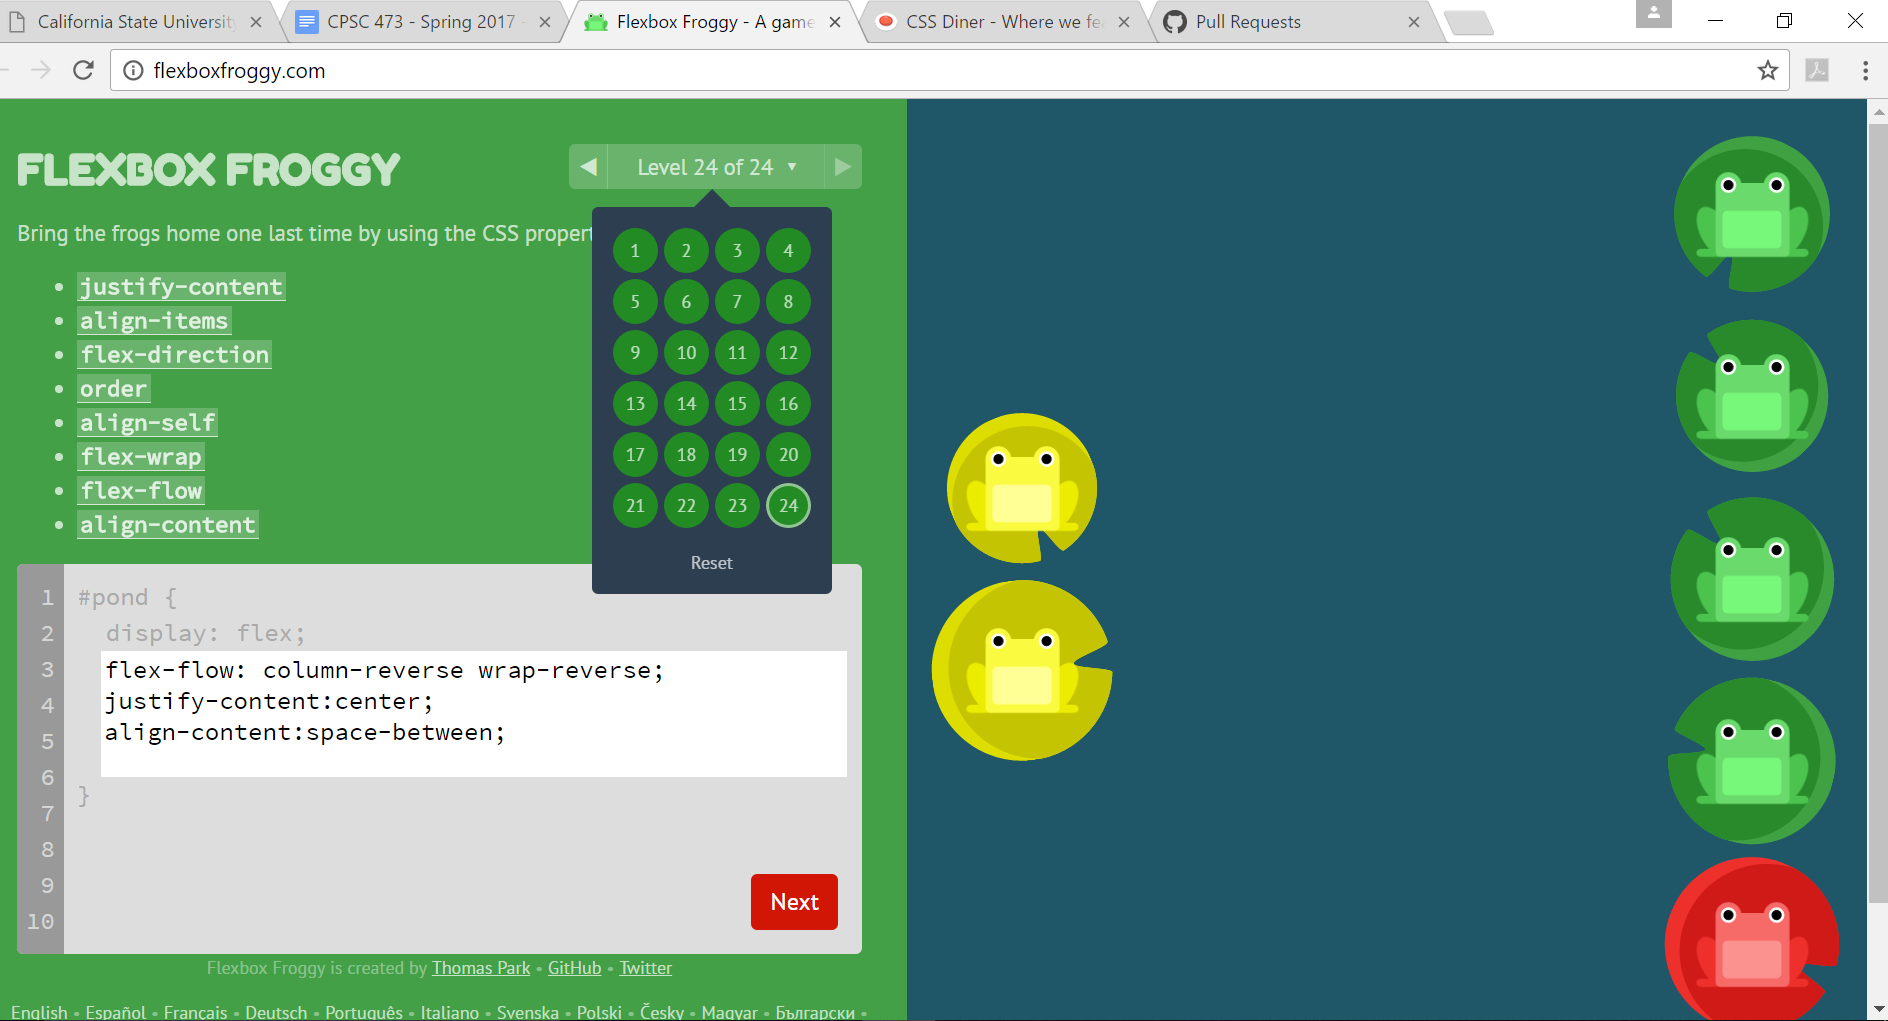 California State University
CPSC 473 - Spring 2017 -
Flexbox Froggy - A game
CSS Diner - Where we fea
Pull Requests
flexboxfroggy.com
FLEXBOX FROGGY
Level 24 of 24 ▼
Bring the frogs home one last time by using the CSS propert
• justify-content
• align-items
• flex-direction
• order
• align-self
• flex-wrap
• flex-flow
• align-content
1 2 3 4
5 6 7 8
9 10 11 12
13 14 15 16
17 18 19 20
21 22 23 24
Reset
1 #pond {
2 display: flex;
3 flex-flow: column-reverse wrap-reverse;
4 justify-content:center;
5 align-content:space-between;
6
7 }
8
9
10
Next
Flexbox Froggy is created by Thomas Park • GitHub • Twitter
English • Español • Français • Deutsch • Português • Italiano • Svenska • Polski • Česky • Magyar • Български •